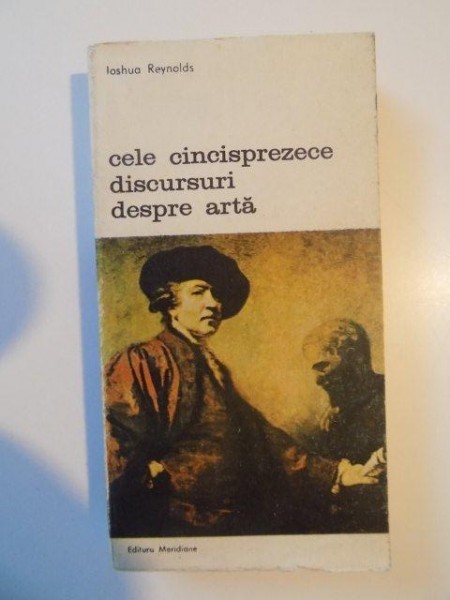 Ioshua Reynolds
cele cincisprezece
discursuri
despre artă
Editura Meridiane